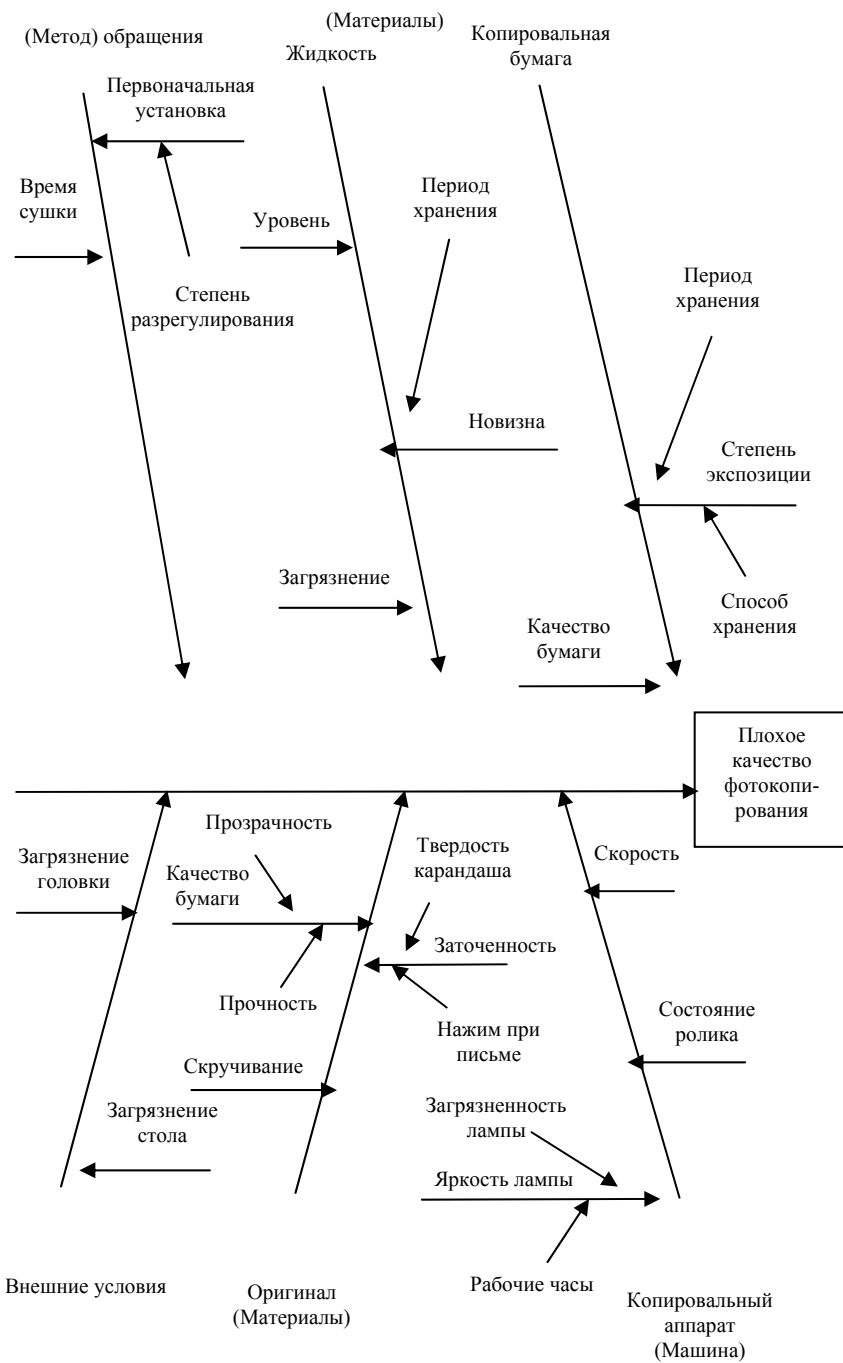 (Метод) обращения
(Материалы)
Жидкость
Копировальная
бумага
Первоначальная
установка
Время
сушки
Степень
разрегулирования
Уровень
Период
хранения
Новизна
Загрязнение
Период
хранения
Степень
экспозиции
Способ
хранения
Качество
бумаги
Плохое
качество
фотокопи-
рования
Загрязнение
головки
Загрязнение
стола
Прозрачность
Качество
бумаги
Прочность
Твердость
карандаша
Заточенность
Нажим при
письме
Скручивание
Скорость
Состояние
ролика
Загрязненность
лампы
Яркость лампы
Рабочие часы
Внешние условия
Оригинал
(Материалы)
Копировальный
аппарат
(Машина)